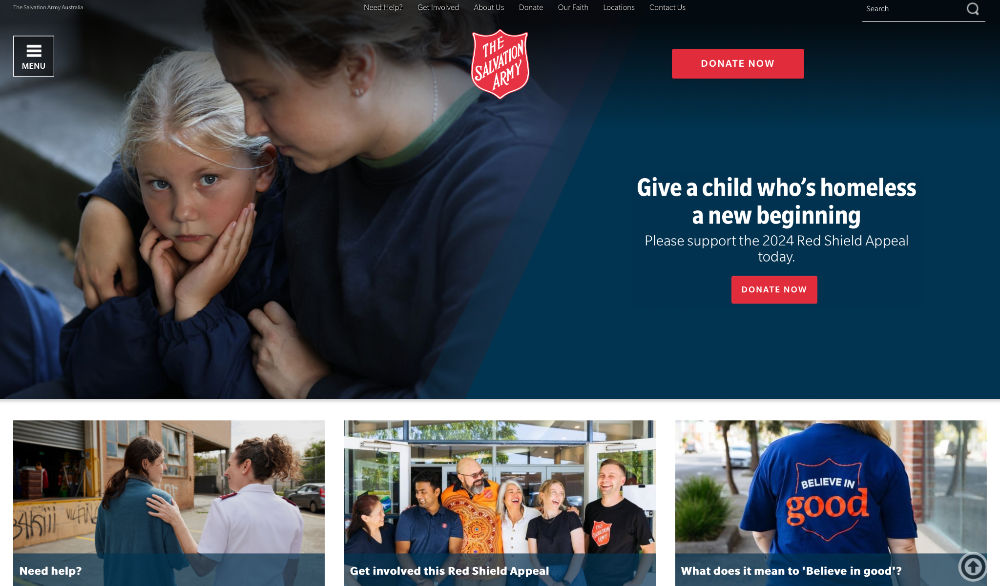 The Salvation Army Australia
Need Help?
Get Involved
About Us
Donate
Our Faith
Locations
Contact Us
Search
MENU
THE
SALVATION
ARMY
DONATE NOW
Give a child who’s homeless
a new beginning
Please support the 2024 Red Shield Appeal
today.
DONATE NOW
Need help?
THE
SALVATION
ARMY
Get involved this Red Shield Appeal
BELIEVE IN
good
What does it mean to 'Believe in good'?